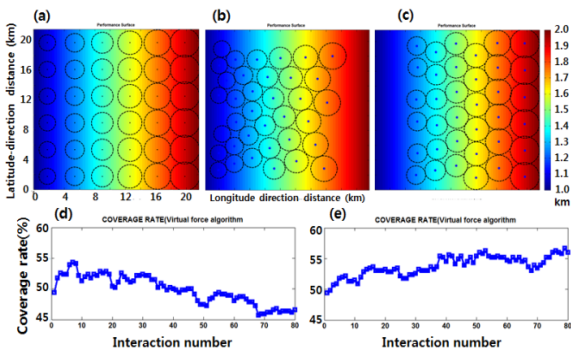 (a)
Performance Surface
(b)
Performance Surface
(c)
Performance Surface
Latitude-direction distance (km)
20
16
12
8
4
0
0 4 8 12 16 20
Longitude direction distance (km)
2.0
1.9
1.8
1.7
1.6
1.5
1.4
1.3
1.2
1.1
1.0
km
(d)
COVERAGE RATE(Virtual force algorithm
Coverage rate(%)
60
55
50
45
0 10 20 30 40 50 60 70 80
Interaction number
(e)
COVERAGE RATE(Virtual force algorithm
60
55
50
45
0 10 20 30 40 50 60 70 80
Interaction number